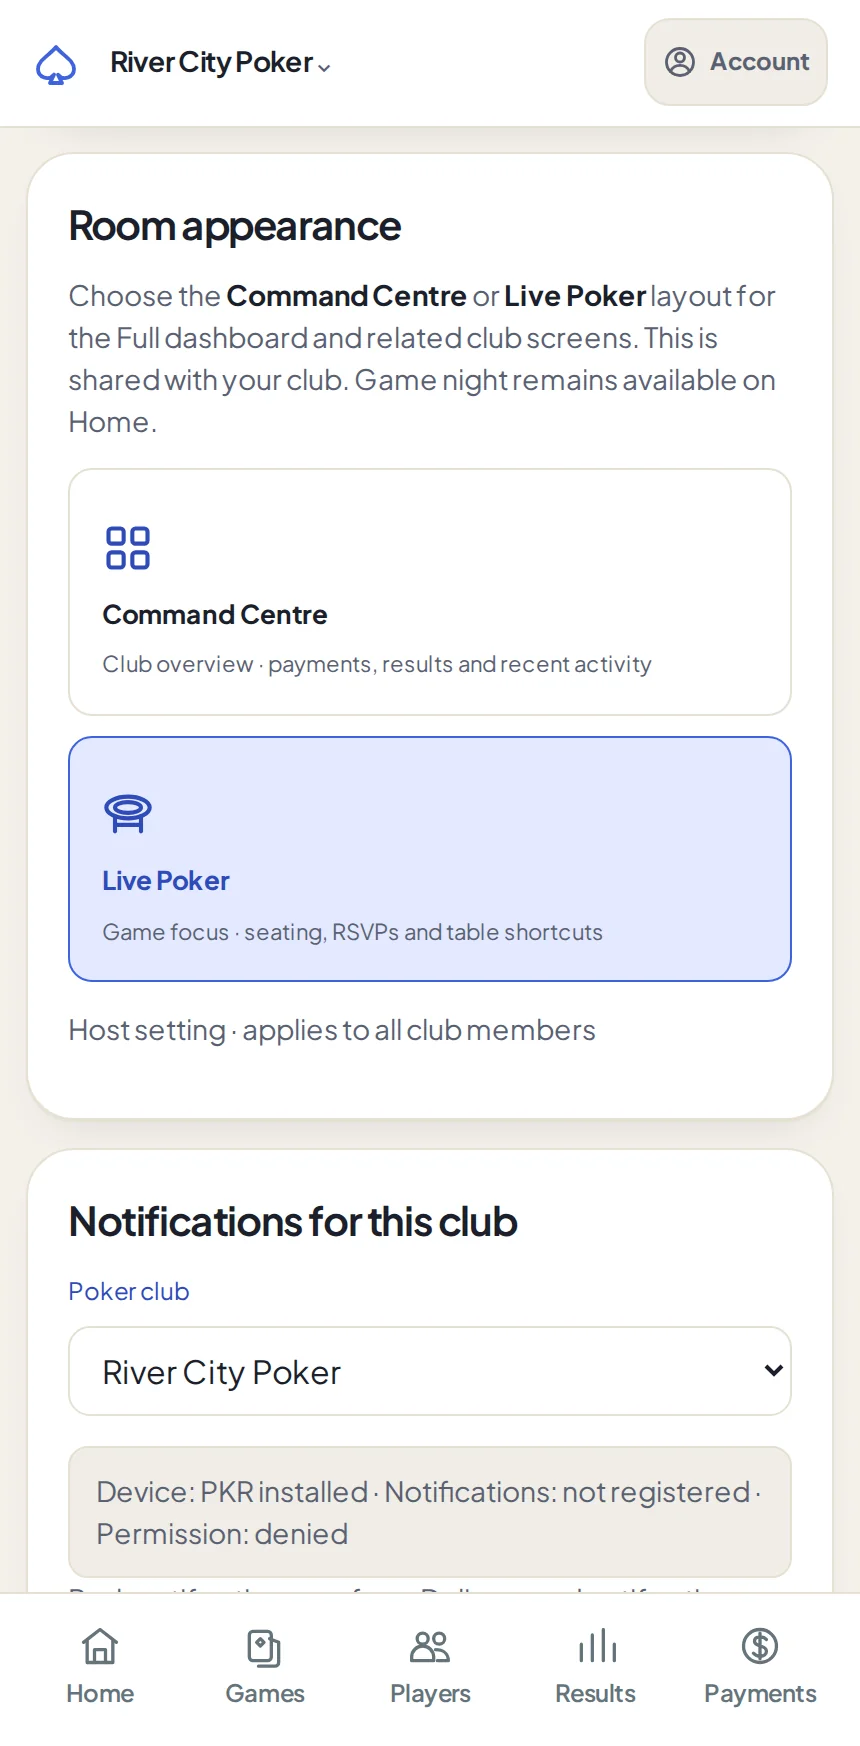 River City Poker
Account
Room appearance
Choose the Command Centre or Live Poker layout for
the Full dashboard and related club screens. This is
shared with your club. Game night remains available on
Home.
Command Centre
Club overview · payments, results and recent activity
Live Poker
Game focus · seating, RSVPs and table shortcuts
Host setting · applies to all club members
Notifications for this club
Poker club
River City Poker
Device: PKR installed · Notifications: not registered ·
Permission: denied
Home
Games
Players
Results
Payments